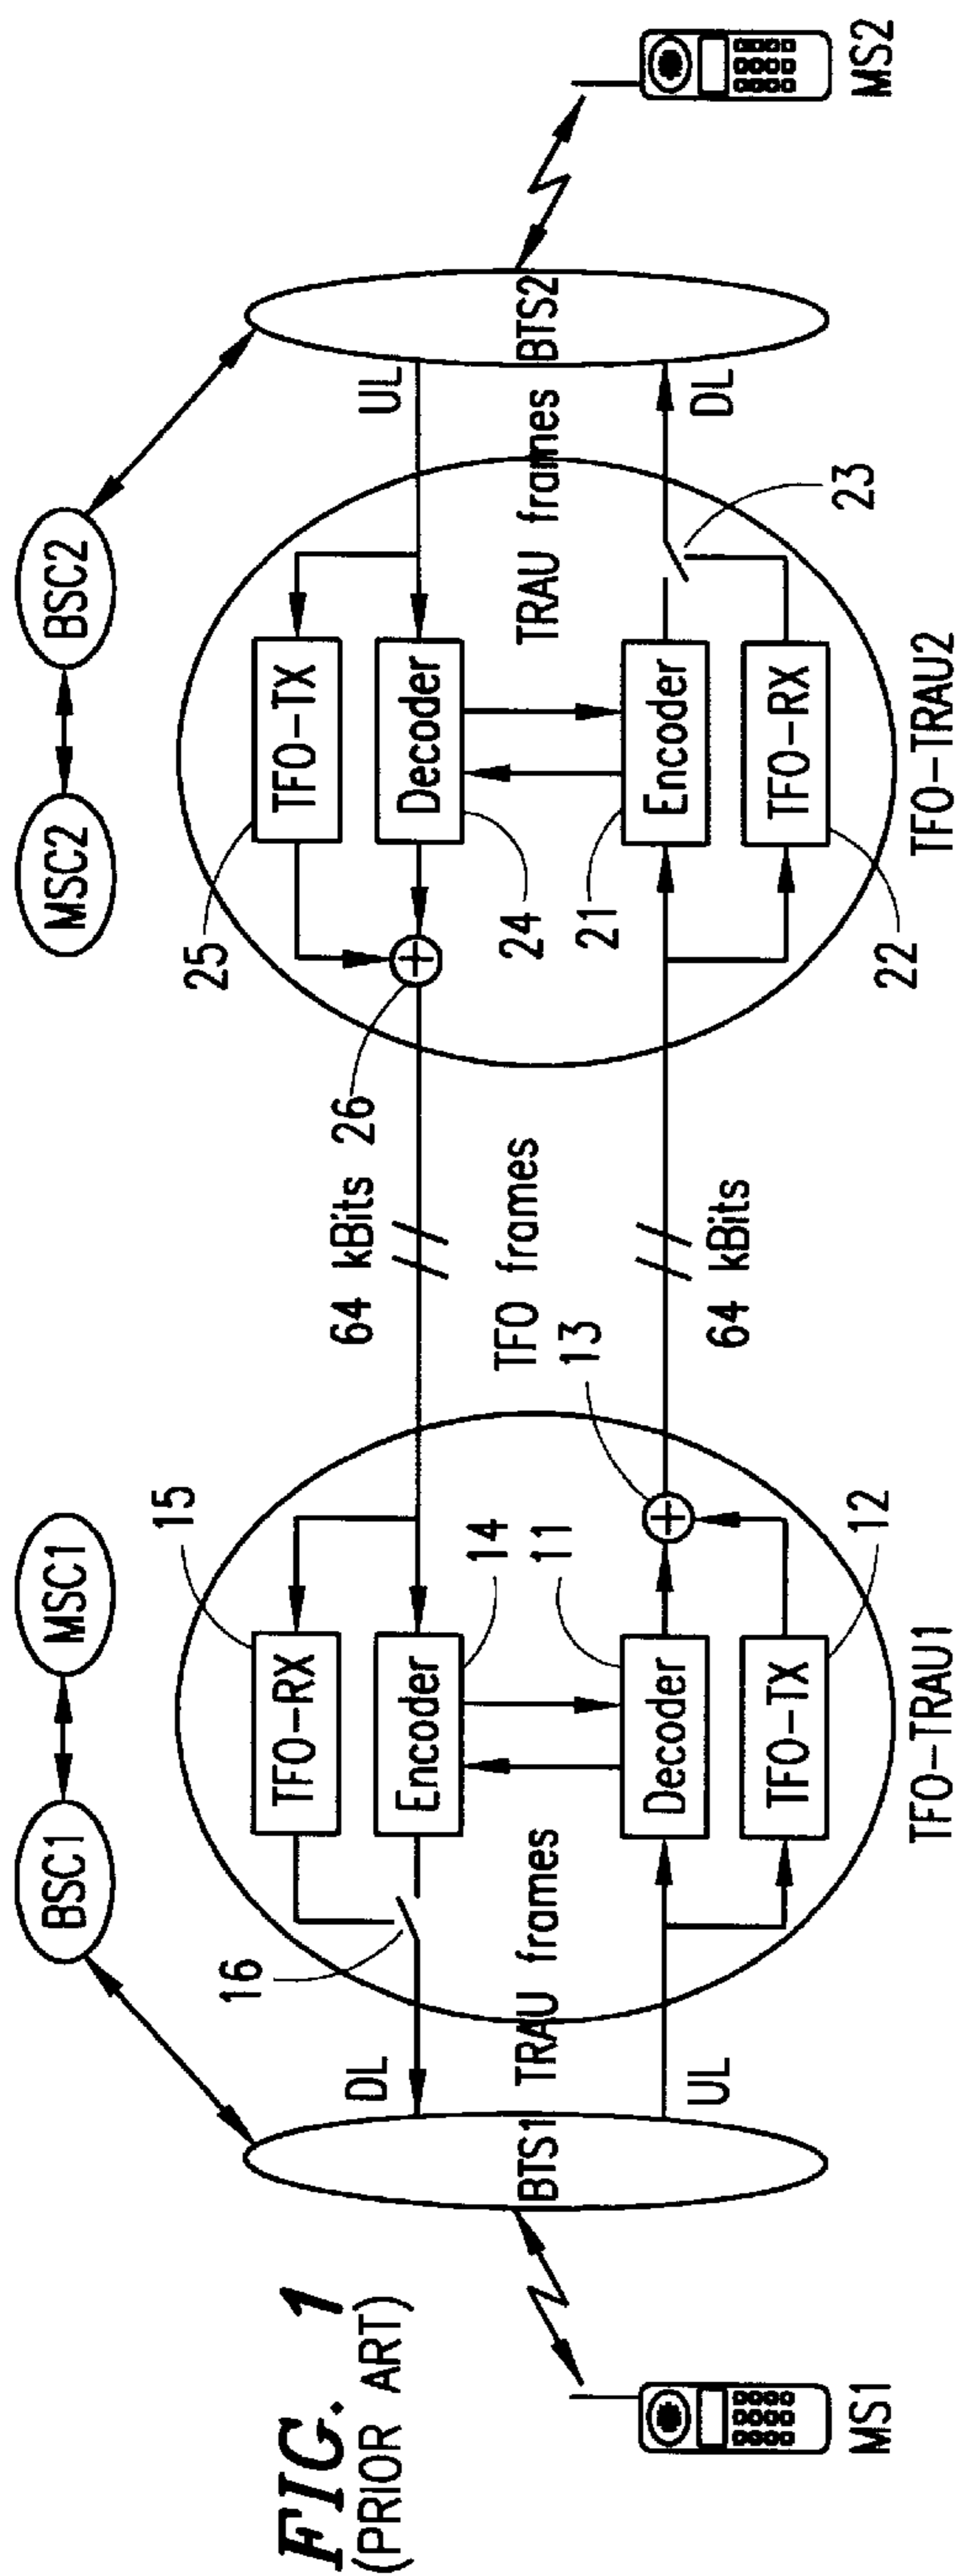 FIG. 1
(PRIOR ART)
BSC1
MSC1
MSC2
BSC2
15
25
TFO-RX
TFO-TX
16
DL
64 kBits
26
UL
Encoder
14
24
Decoder
BTS1
TRAU frames
TFO frames
TRAU frames
BTS2
11
13
21
Decoder
Encoder
UL
64 kBits
DL
TFO-TX
12
22
TFO-RX
23
MS1
TFO-TRAU1
TFO-TRAU2
MS2